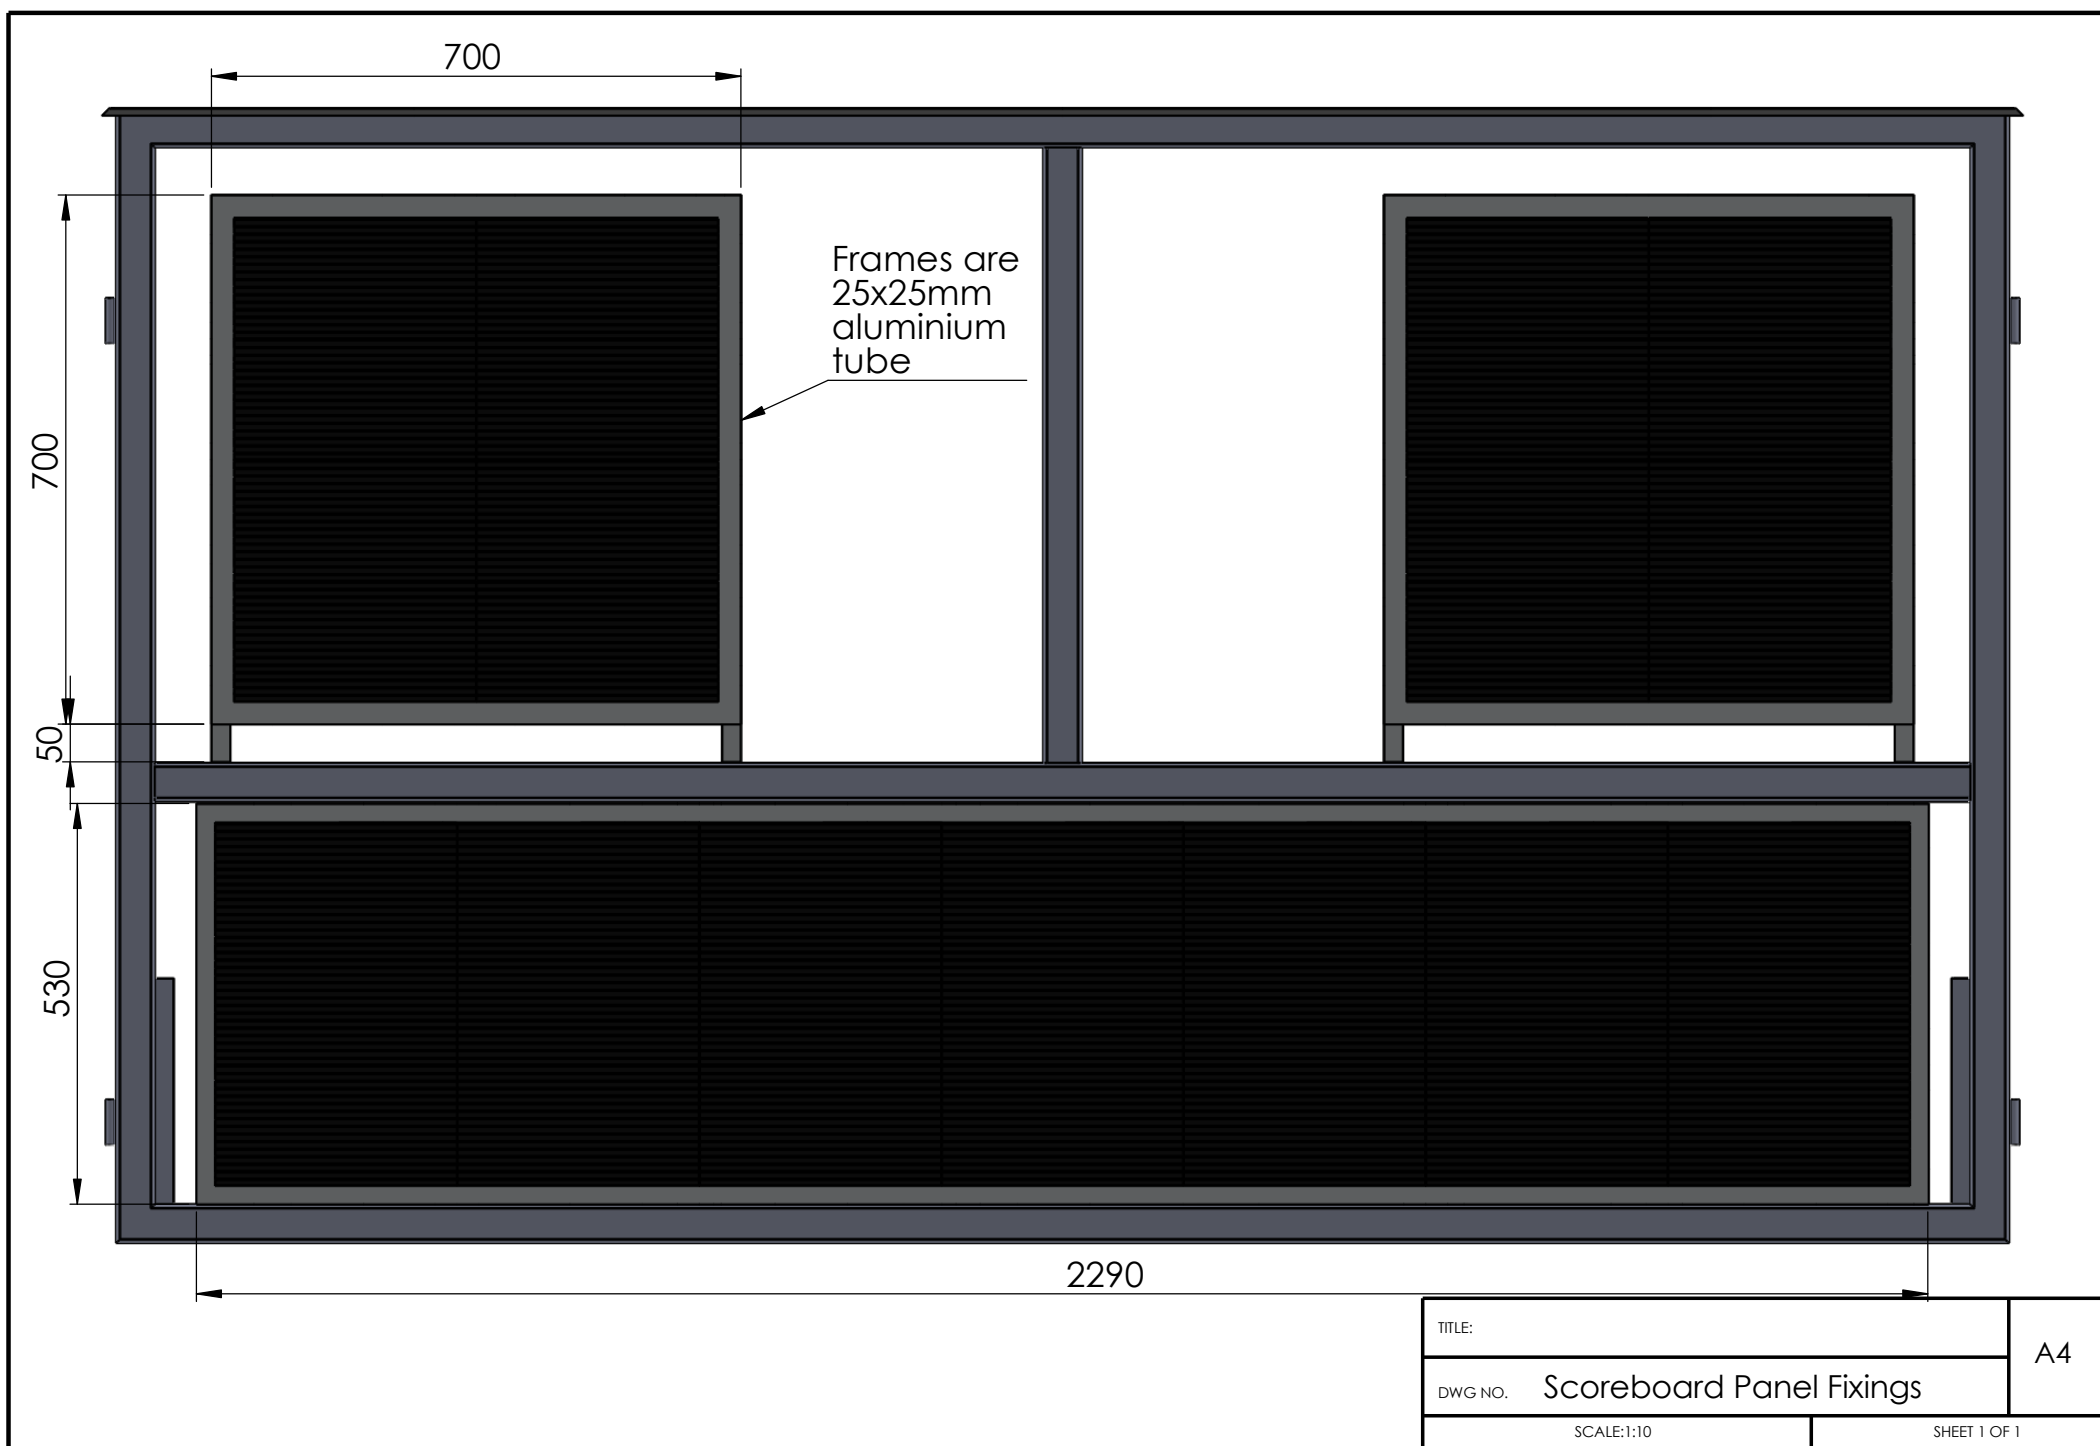 700
Frames are
25x25mm
aluminium
tube
700
50
530
2290
TITLE:
A4
DWG NO. Scoreboard Panel Fixings
SCALE:1:10 SHEET 1 OF 1